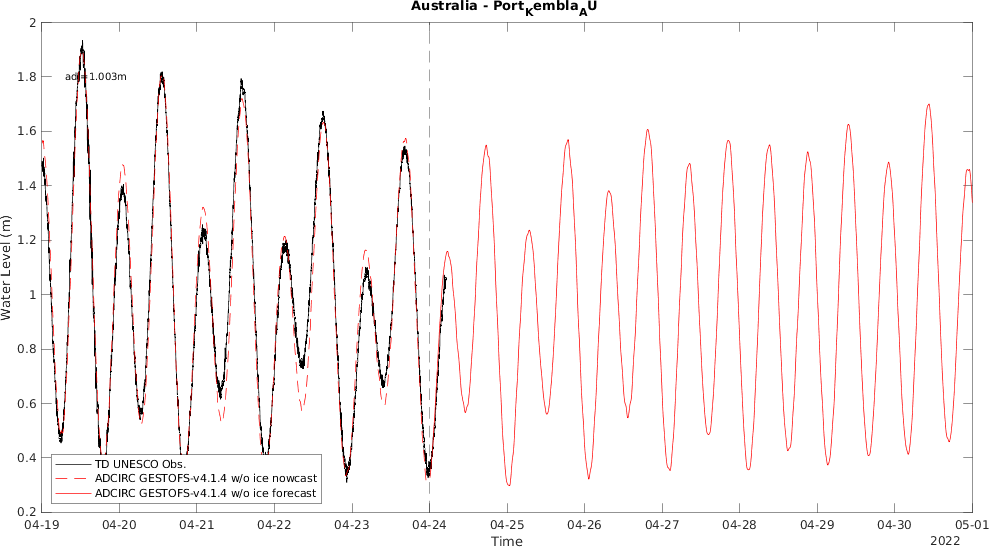 Australia - PortKemblaAU
2
1.8
1.6
1.4
1.2
1
0.8
0.6
0.4
0.2
Water Level (m)
adj=1.003m
TD UNESCO Obs.
ADCIRC GESTOFS-v4.1.4 w/o ice nowcast
ADCIRC GESTOFS-v4.1.4 w/o ice forecast
04-19 04-20 04-21 04-22 04-23 04-24 04-25 04-26 04-27 04-28 04-29 04-30 05-01
Time
2022